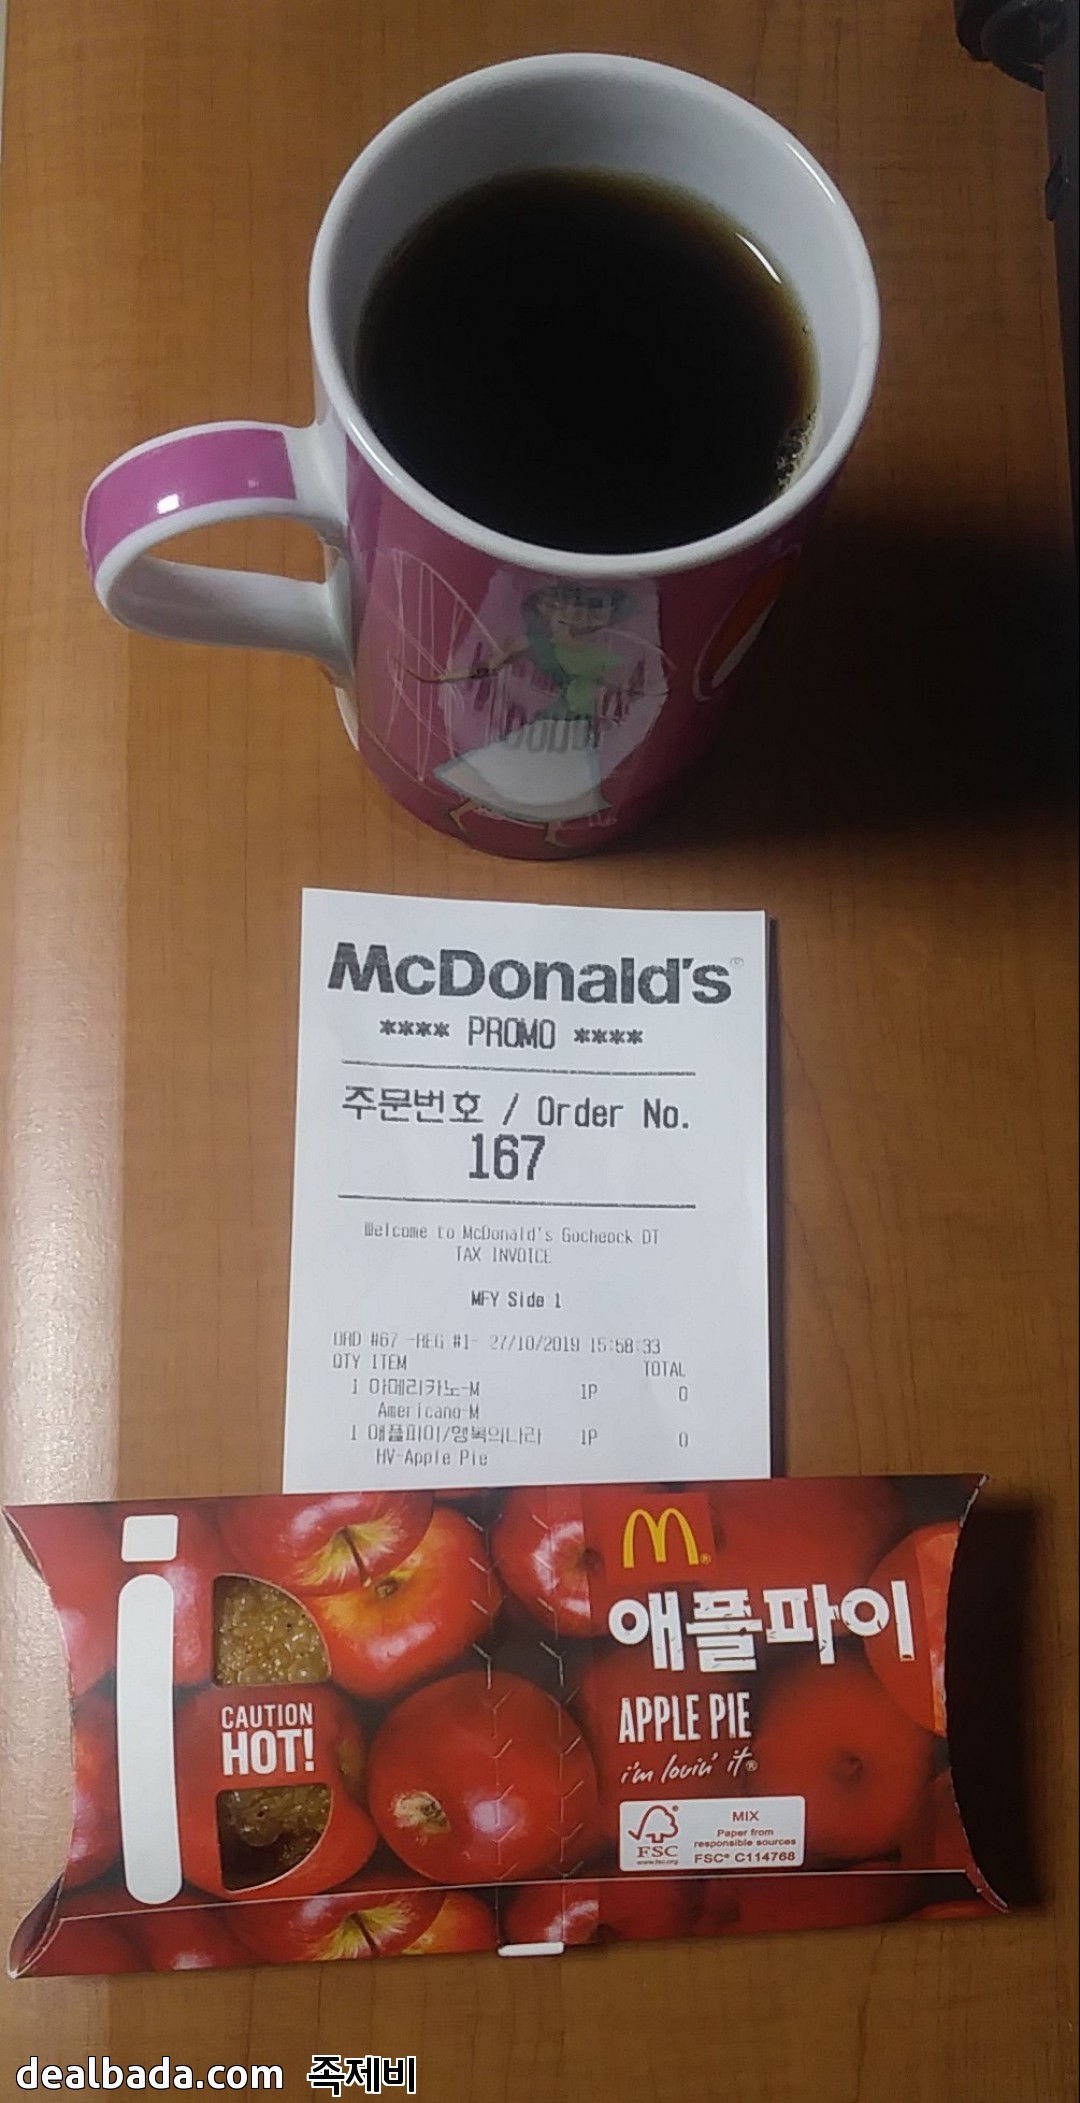 McDonald's
**** PROMO ****
주문번호 / Order No.
167
Welcome to McDonald's Gocheock DT
TAX INVOICE
MFY Side 1
ORD #67 -REG #1- 27/10/2019 15:58:33
QTY ITEM TOTAL
1 아메리카노-M 1P 0
Americano-M
1 애플파이/행복의나라 1P 0
HV-Apple Pie
CAUTION
HOT!
애플파이
APPLE PIE
i'm lovin' it®
FSC®
www.fsc.org
MIX
Paper from
responsible sources
FSC® C114768
dealbada.com 족제비